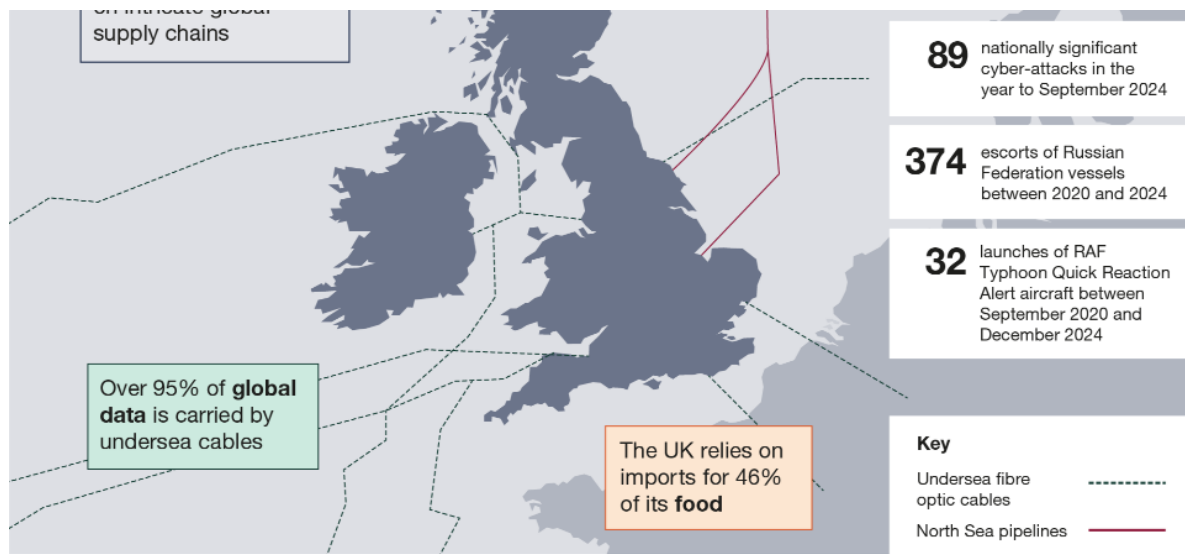 supply chains
89
nationally significant
cyber-attacks in the
year to September 2024
374
escorts of Russian
Federation vessels
between 2020 and 2024
32
launches of RAF
Typhoon Quick Reaction
Alert aircraft between
September 2020 and
December 2024
Over 95% of global
data is carried by
undersea cables
The UK relies on
imports for 46%
of its food
Key
Undersea fibre
optic cables
North Sea pipelines